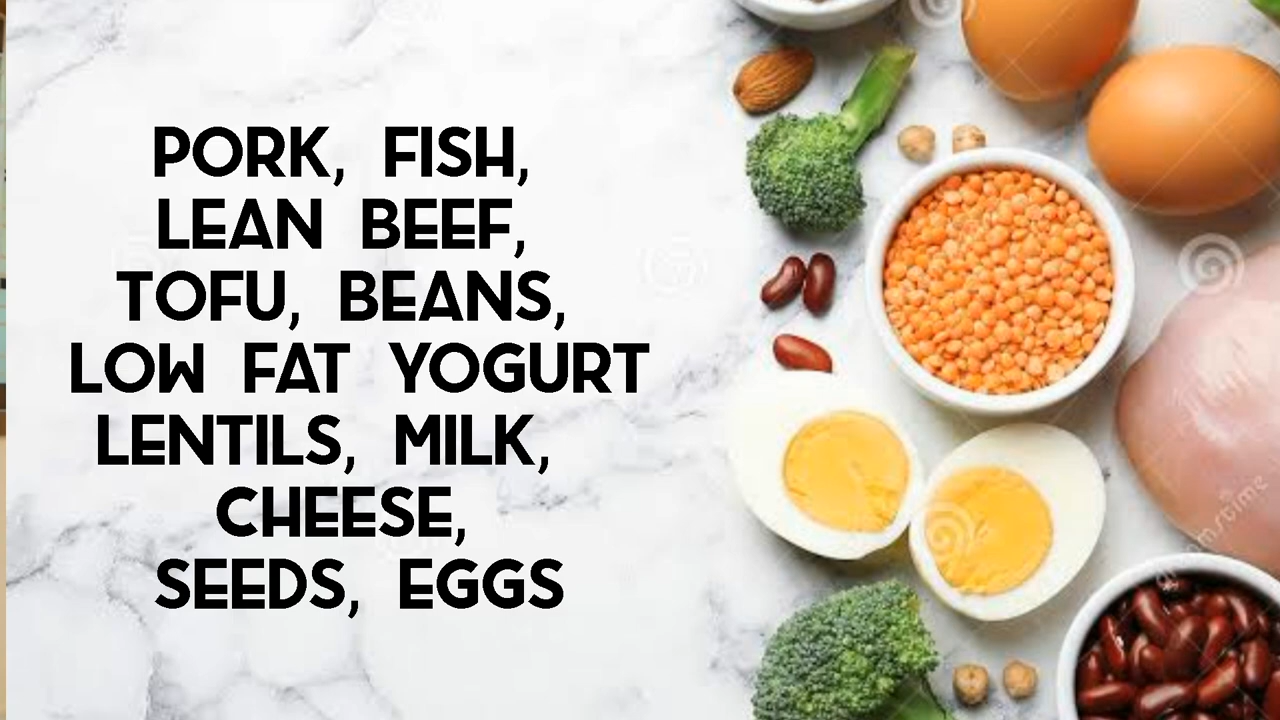 PORK, FISH,
LEAN BEEF,
TOFU, BEANS,
LOW FAT YOGURT
LENTILS, MILK,
CHEESE,
SEEDS, EGGS